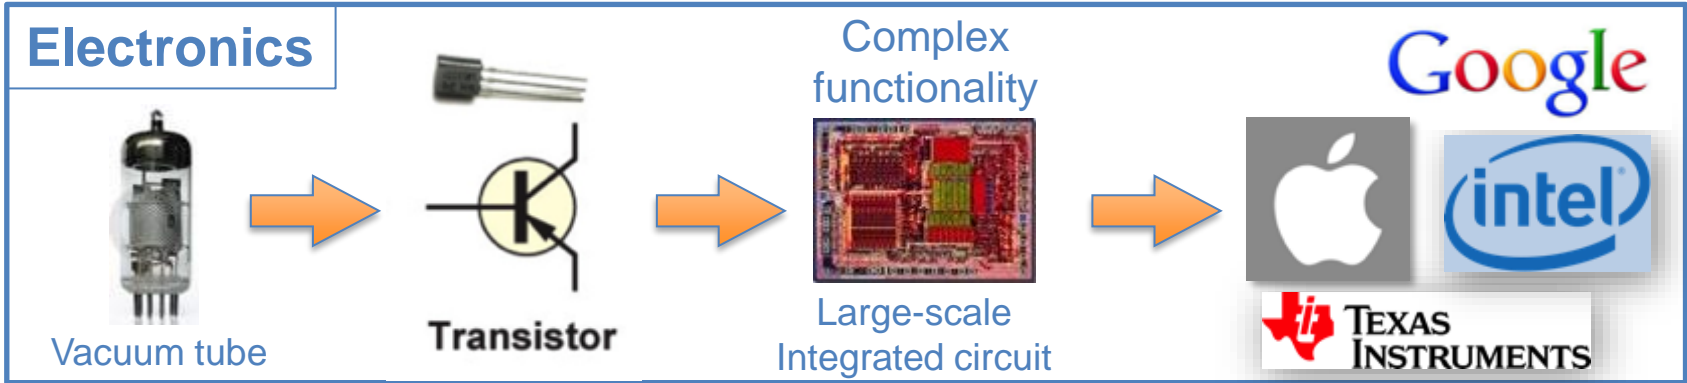 Electronics
Vacuum tube
Transistor
Complex
functionality
Large-scale
Integrated circuit
Google
intel
TEXAS
INSTRUMENTS